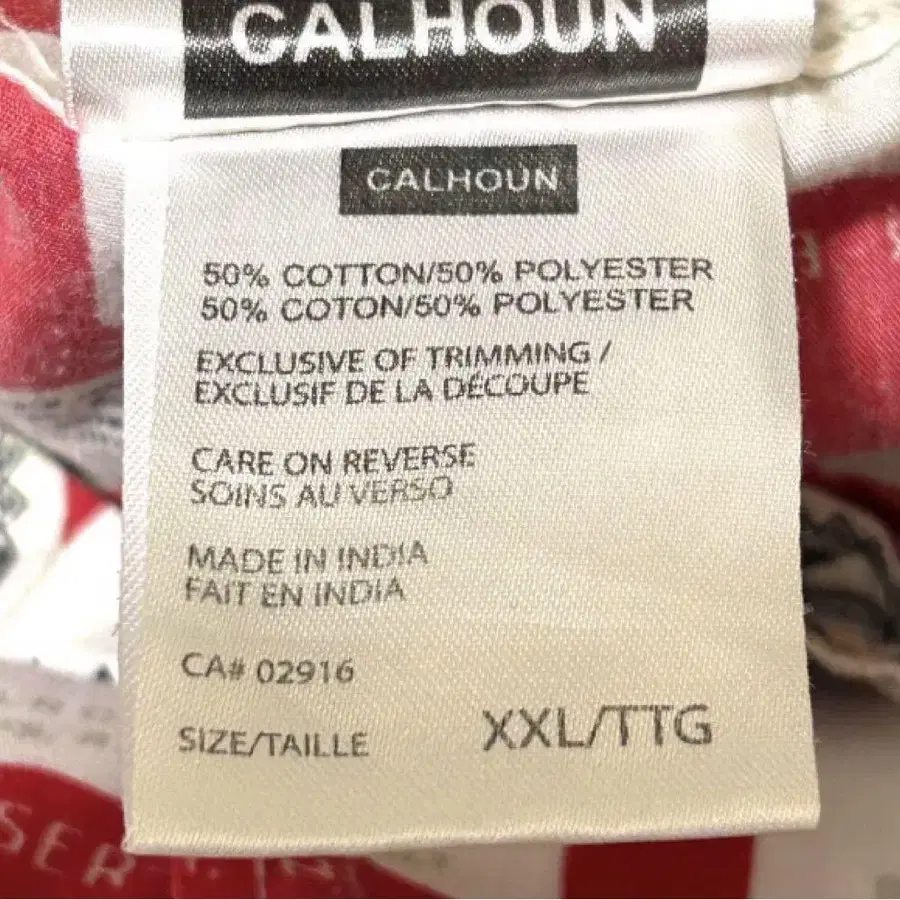 CALHOUN
CALHOUN
50% COTTON/50% POLYESTER
50% COTON/50% POLYESTER
EXCLUSIVE OF TRIMMING /
EXCLUSIF DE LA DÉCOUPE
CARE ON REVERSE
SOINS AU VERSO
MADE IN INDIA
FAIT EN INDIA
CA# 02916
SIZE/TAILLE XXL/TTG
SER